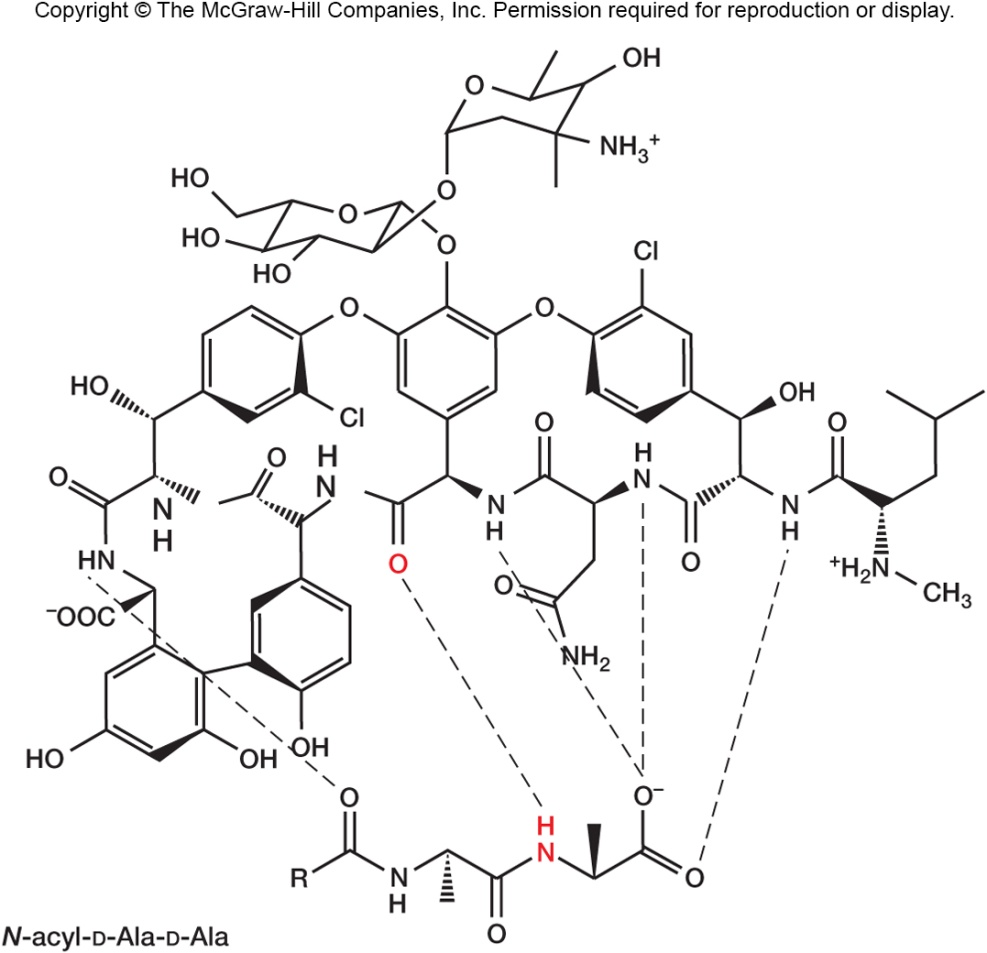 Copyright © The McGraw-Hill Companies, Inc. Permission required for reproduction or display.
OH
O
NH₃⁺
HO
O
O
HO
O
HO
Cl
O
O
HO
Cl
OH
O
O
H
O
H
O
N
N
N
N
H
H
N
H
O
O
HN
O
⁺H₂N
CH₃
⁻OOC
NH₂
HO
OH
OH
O
O⁻
H
N
R
N
H
O
O
N-acyl-D-Ala-D-Ala